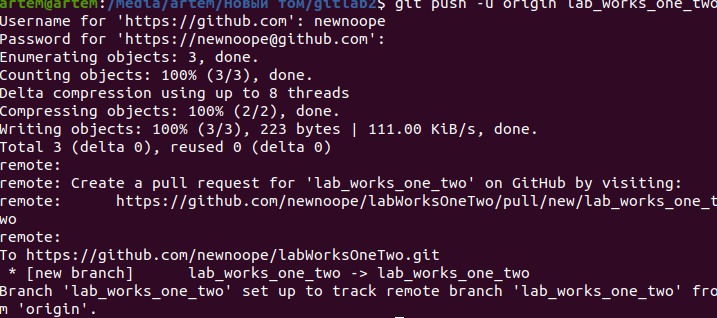 artem@artem:/media/artem/Новый том/gitlab2$ git push -u origin lab_works_one_two
Username for 'https://github.com': newnoope
Password for 'https://newnoope@github.com':
Enumerating objects: 3, done.
Counting objects: 100% (3/3), done.
Delta compression using up to 8 threads
Compressing objects: 100% (2/2), done.
Writing objects: 100% (3/3), 223 bytes | 111.00 KiB/s, done.
Total 3 (delta 0), reused 0 (delta 0)
remote:
remote: Create a pull request for 'lab_works_one_two' on GitHub by visiting:
remote:      https://github.com/newnoope/labWorksOneTwo/pull/new/lab_works_one_t
wo
remote:
To https://github.com/newnoope/labWorksOneTwo.git
 * [new branch]      lab_works_one_two -> lab_works_one_two
Branch 'lab_works_one_two' set up to track remote branch 'lab_works_one_two' fro
m 'origin'.